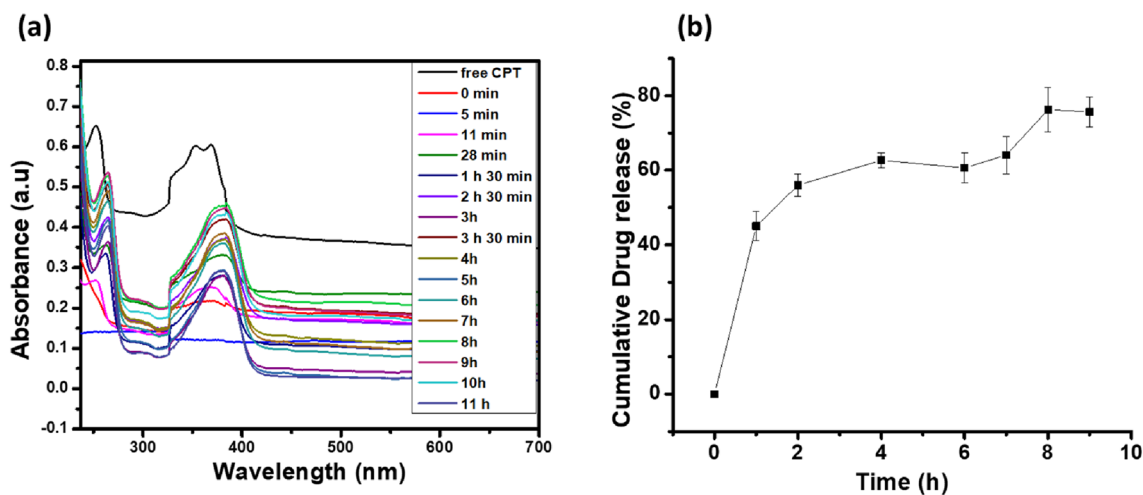 (a)
Absorbance (a.u)
0.8
0.7
0.6
0.5
0.4
0.3
0.2
0.1
0.0
-0.1
300
400
500
600
700
Wavelength (nm)
free CPT
0 min
5 min
11 min
28 min
1 h 30 min
2 h 30 min
3h
3 h 30 min
4h
5h
6h
7h
8h
9h
10h
11 h
(b)
Cumulative Drug release (%)
80
60
40
20
0
0
2
4
6
8
10
Time (h)